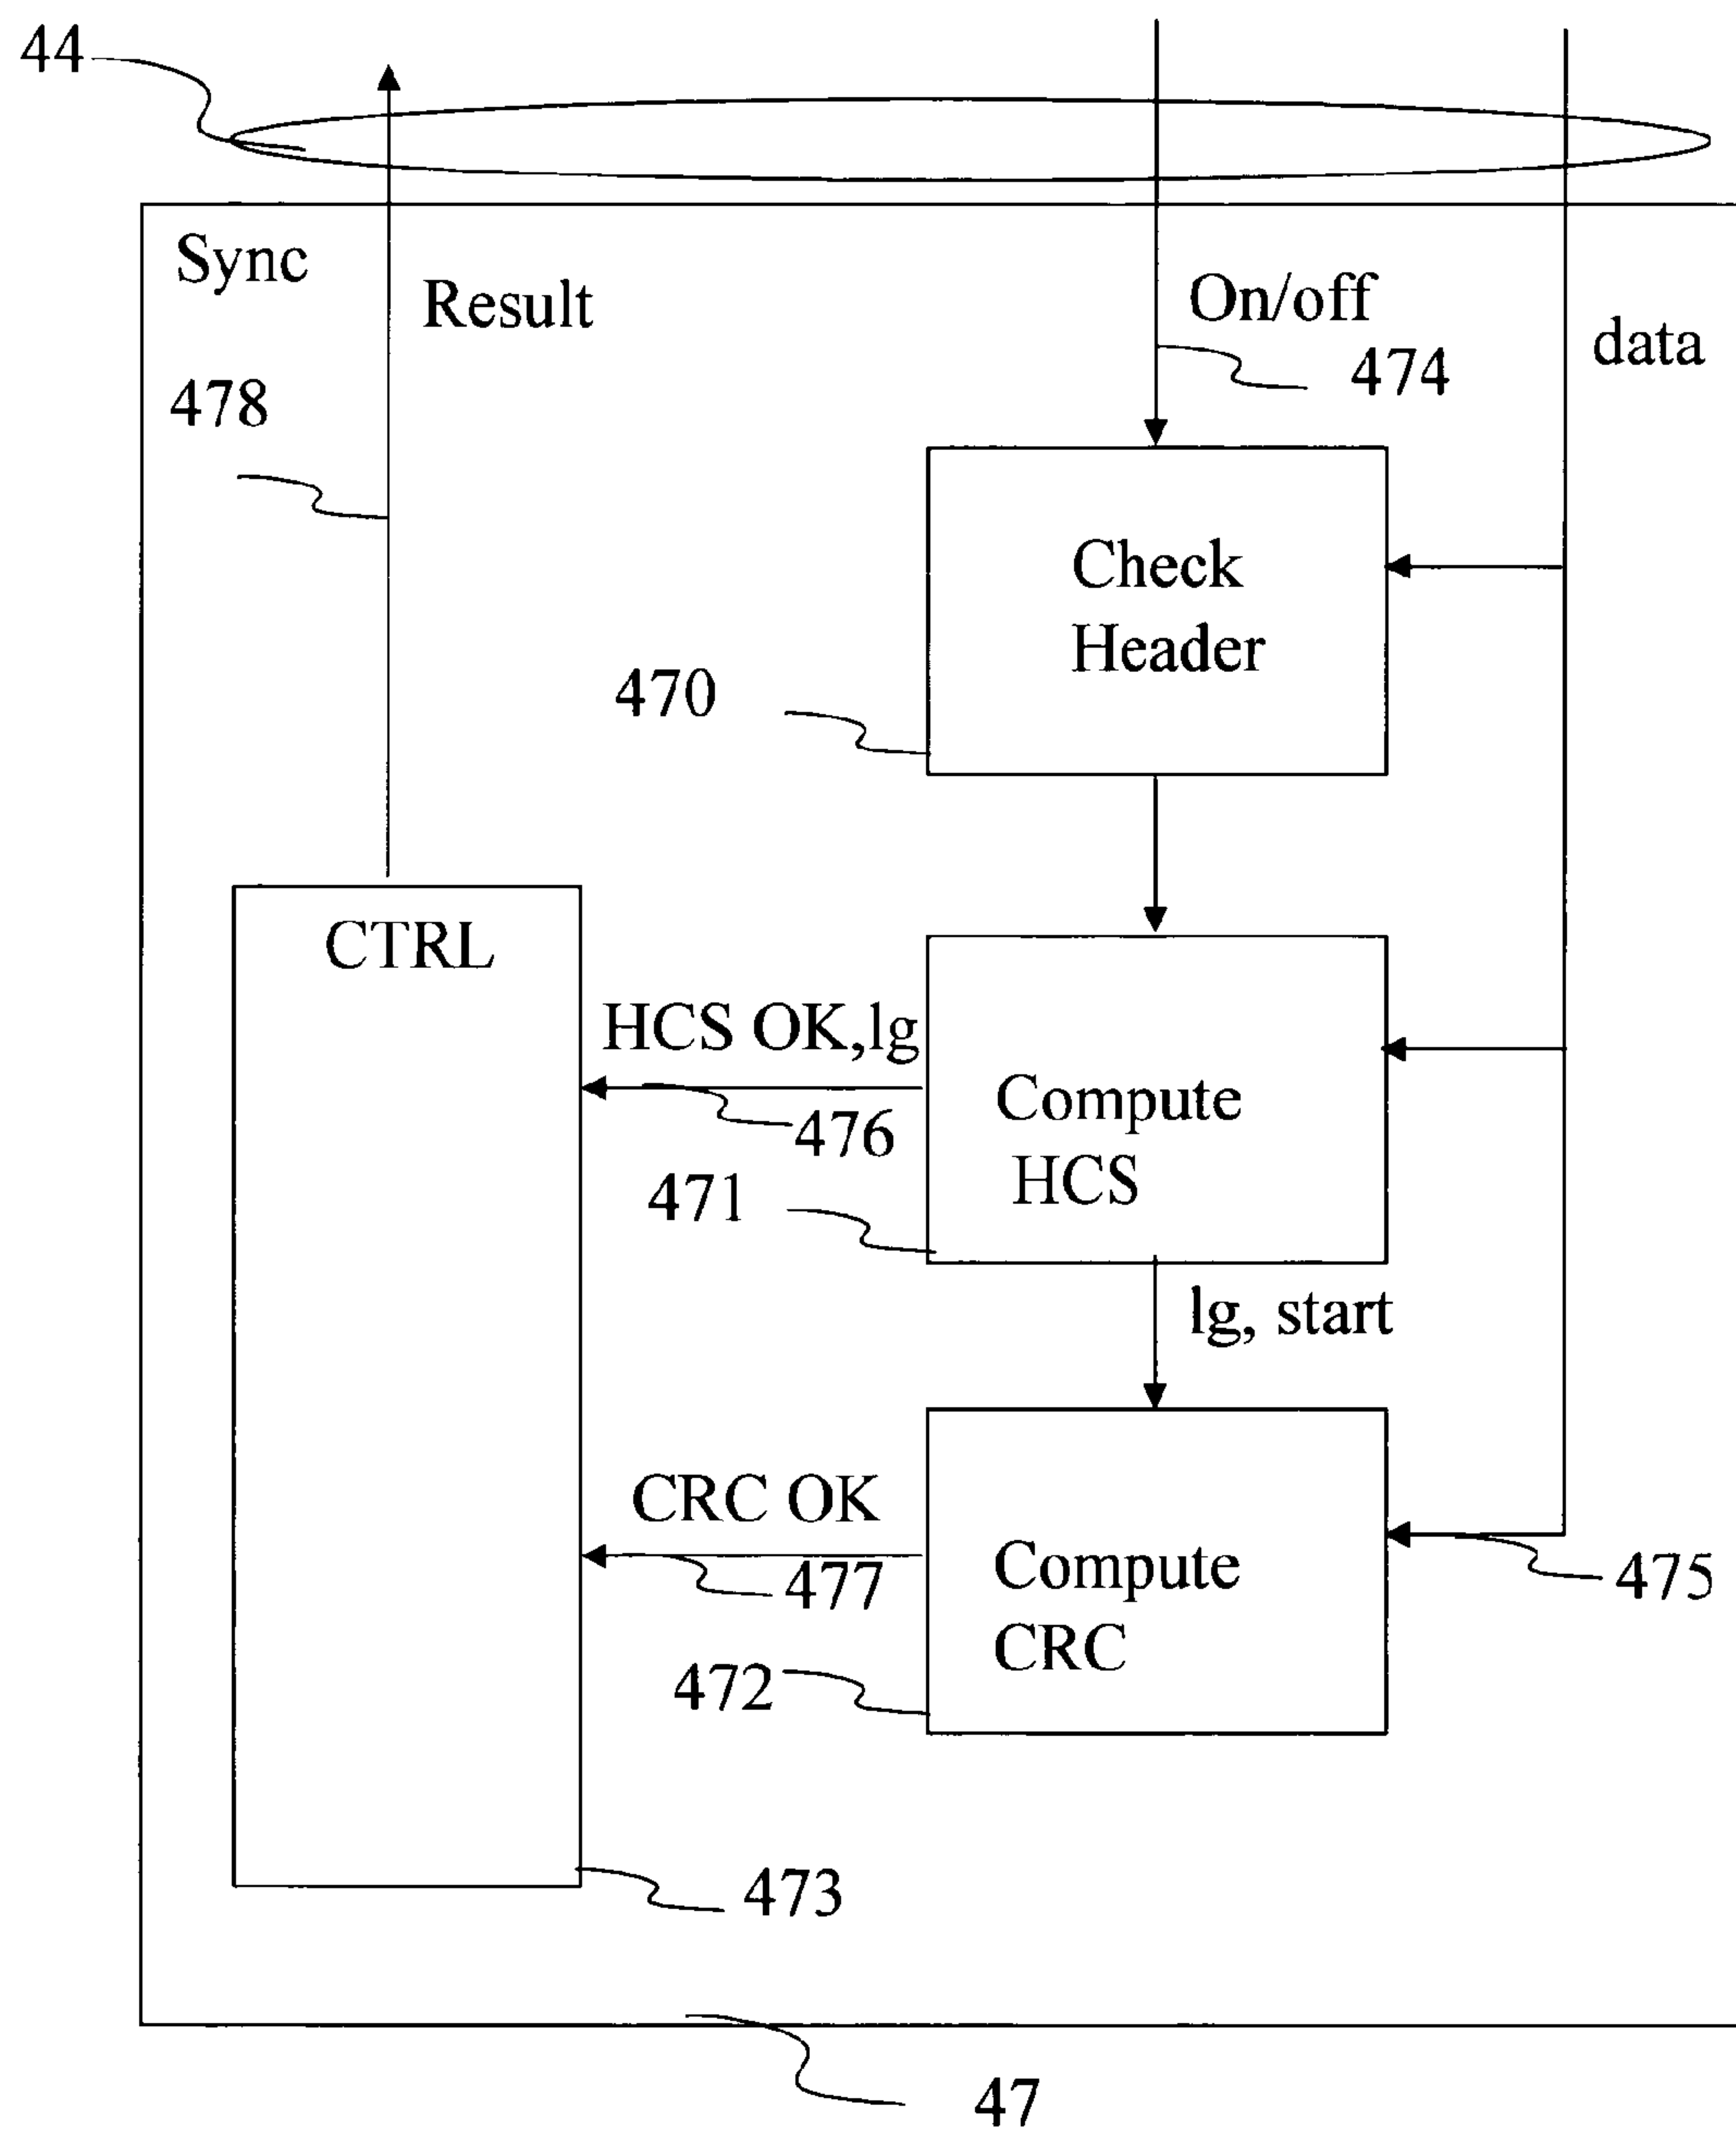 44
Sync
Result
On/off
data
474
478
Check
Header
470
CTRL
HCS OK,lg
Compute
HCS
476
471
lg, start
CRC OK
Compute
CRC
477
475
472
473
47